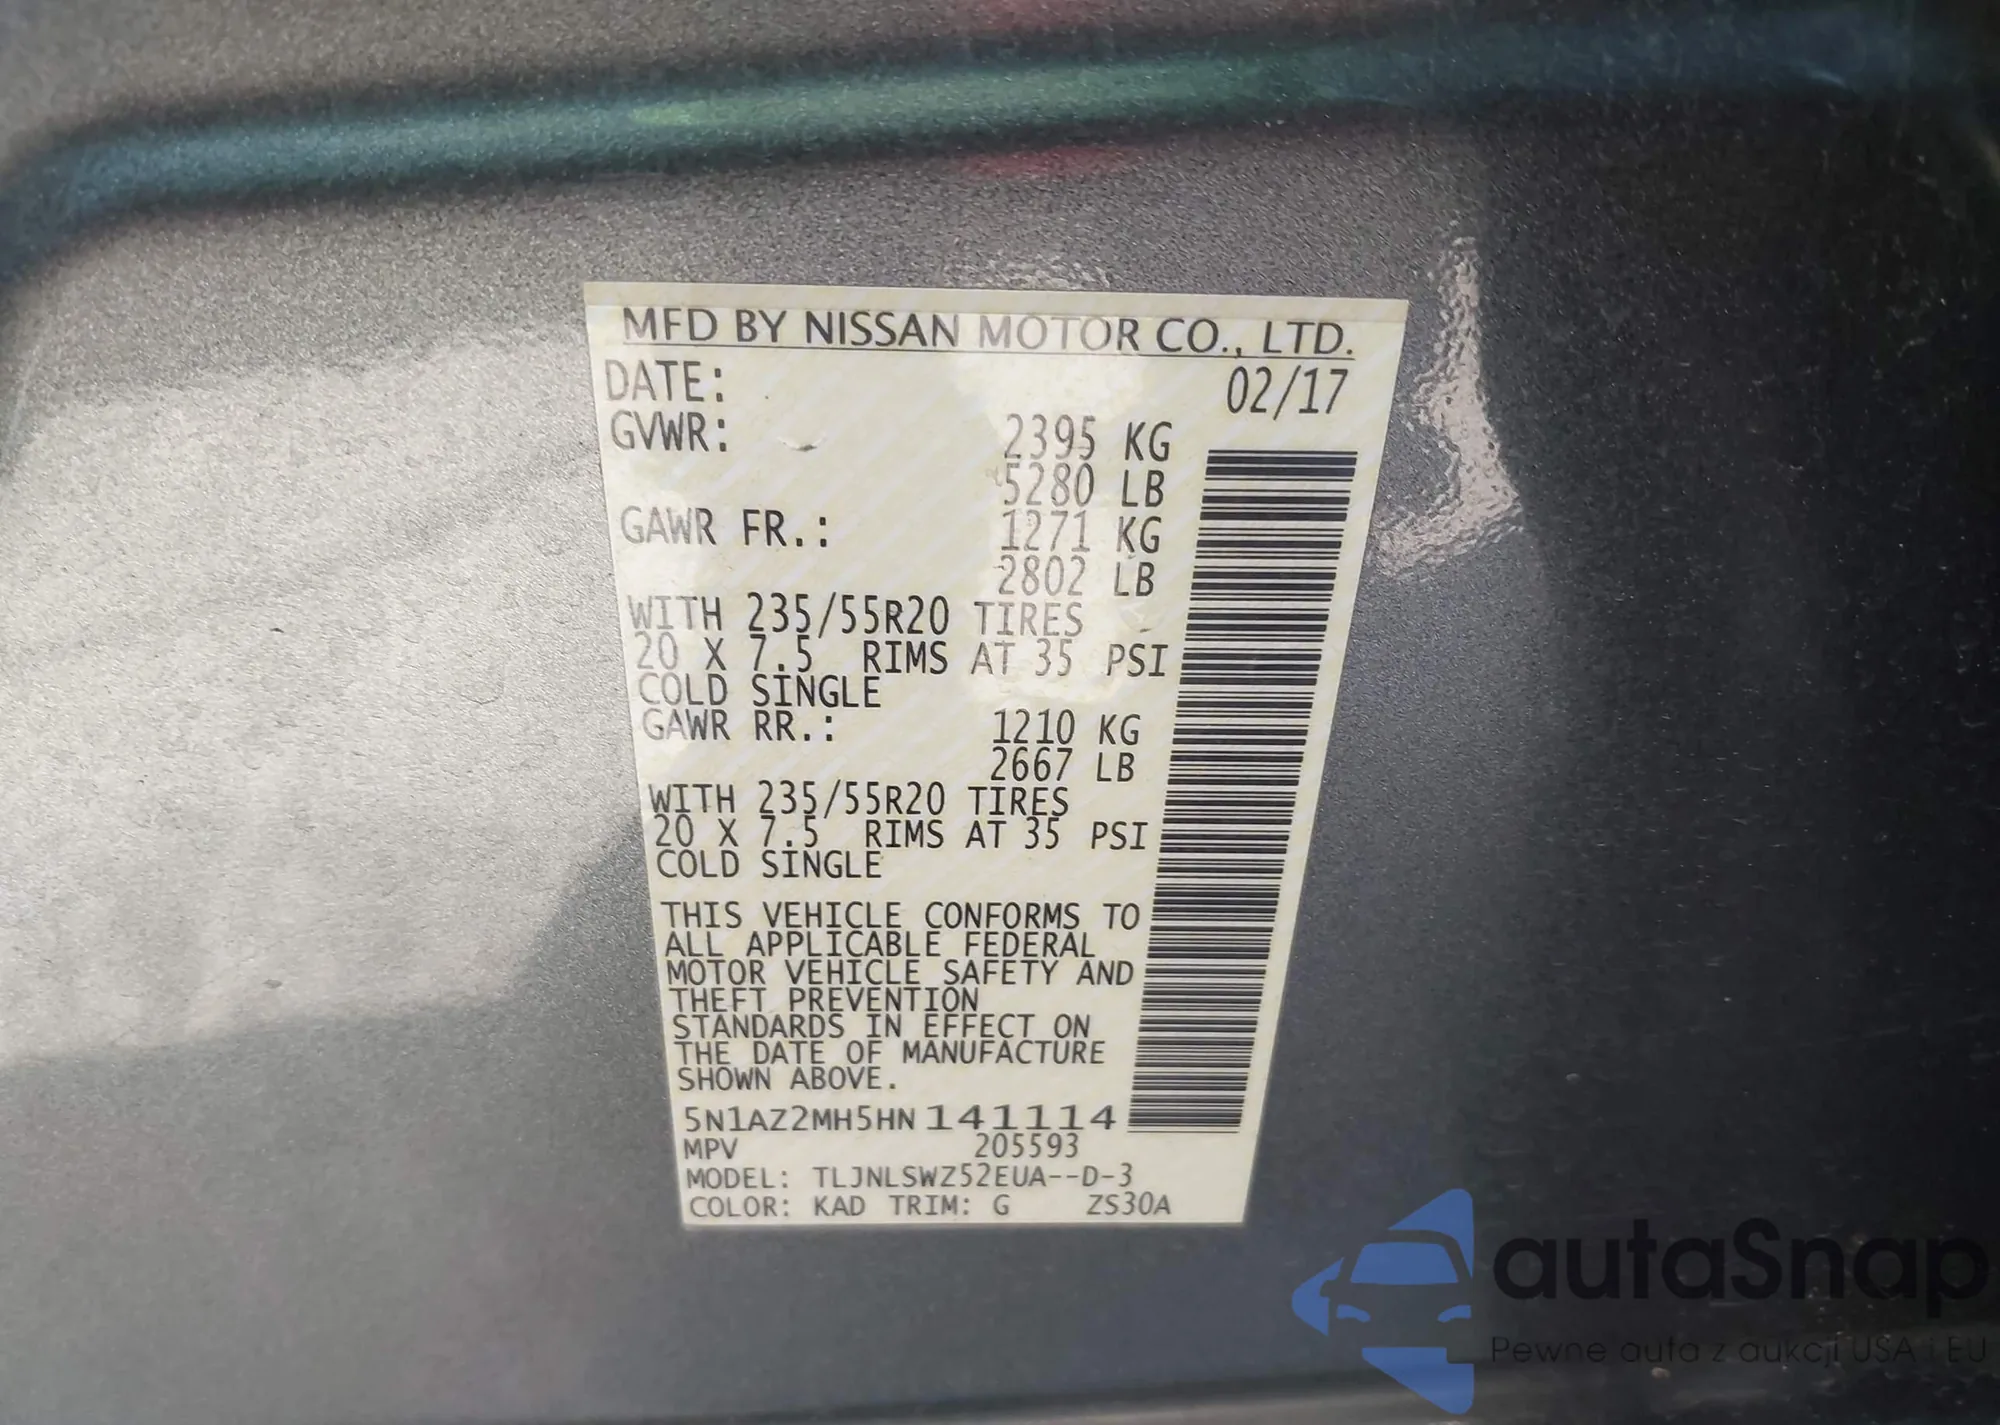 MFD BY NISSAN MOTOR CO., LTD.
DATE: 02/17
GVWR: 2395 KG
5280 LB
GAWR FR.: 1271 KG
2802 LB
WITH 235/55R20 TIRES
20 X 7.5 RIMS AT 35 PSI
COLD SINGLE
GAWR RR.: 1210 KG
2667 LB
WITH 235/55R20 TIRES
20 X 7.5 RIMS AT 35 PSI
COLD SINGLE
THIS VEHICLE CONFORMS TO
ALL APPLICABLE FEDERAL
MOTOR VEHICLE SAFETY AND
THEFT PREVENTION
STANDARDS IN EFFECT ON
THE DATE OF MANUFACTURE
SHOWN ABOVE.
5N1AZ2MH5HN141114
MPV 205593
MODEL: TLJNLSWZ52EUA--D-3
COLOR: KAD TRIM: G ZS30A
autaSnap
Pewne auta z aukcji USA i EU